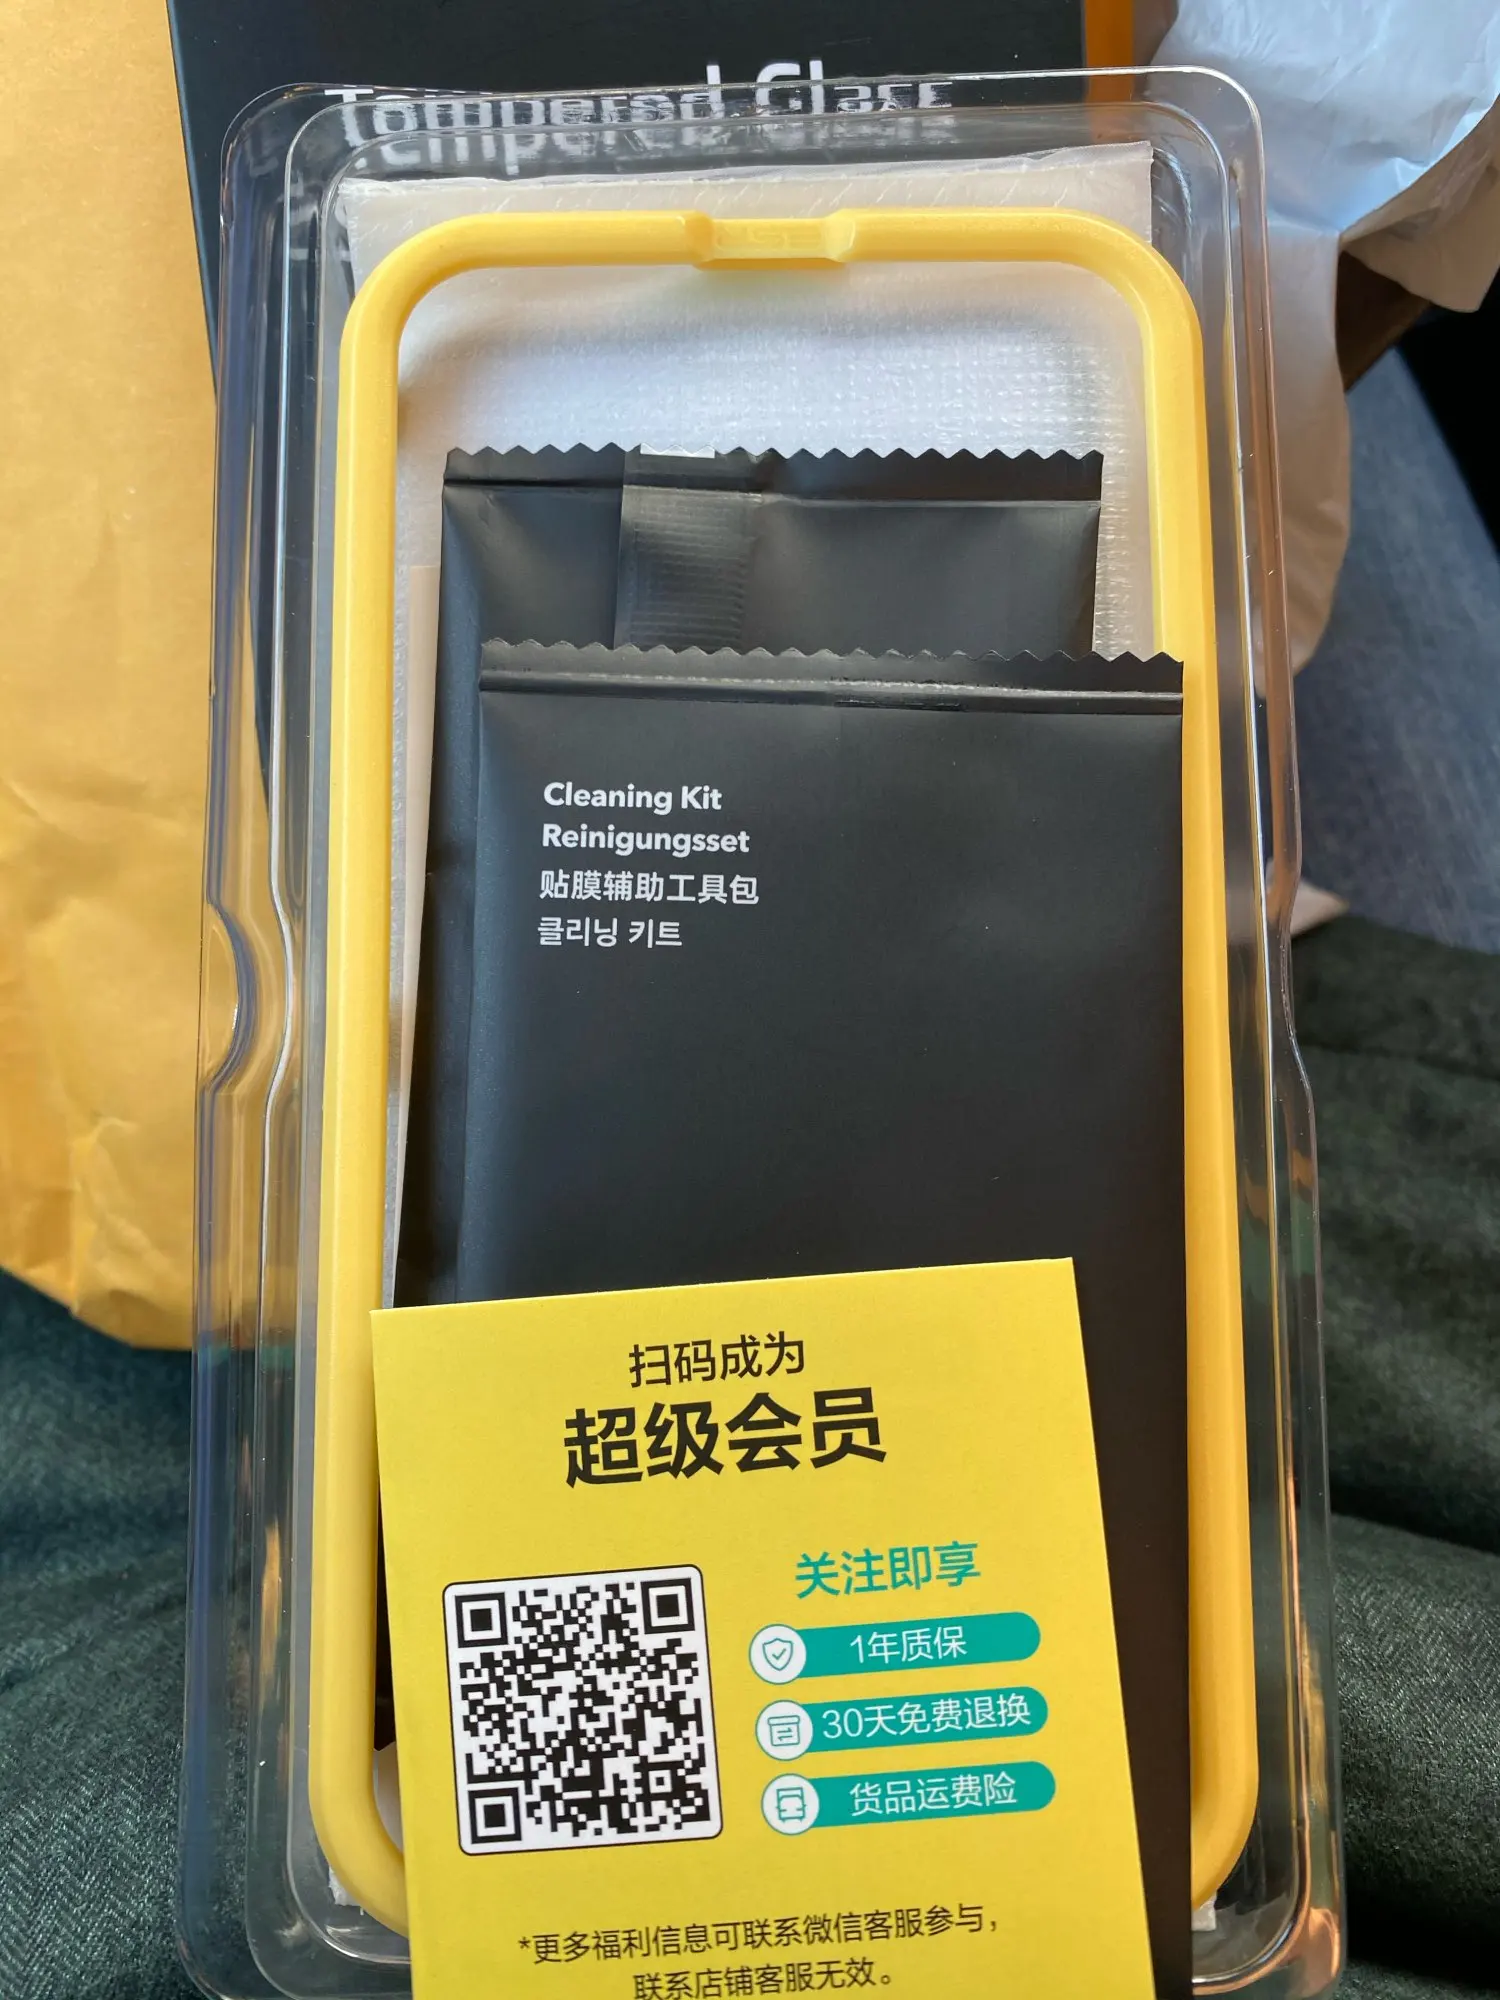 Tempered Glass
ESR
Cleaning Kit
Reinigungsset
贴膜辅助工具包
클리닝 키트
扫码成为
超级会员
关注即享
1年质保
30天免费退换
货品运费险
*更多福利信息可联系微信客服参与，
联系店铺客服无效。